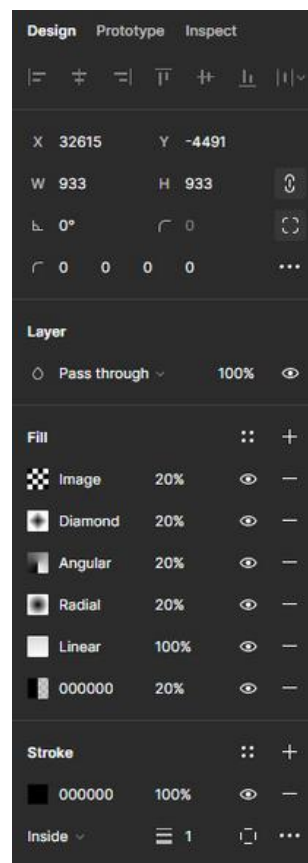 Design Prototype Inspect
X 32615 Y -4491
W 933 H 933
0° 0
0 0 0 0
Layer
Pass through 100%
Fill
Image 20%
Diamond 20%
Angular 20%
Radial 20%
Linear 100%
000000 20%
Stroke
000000 100%
Inside 1